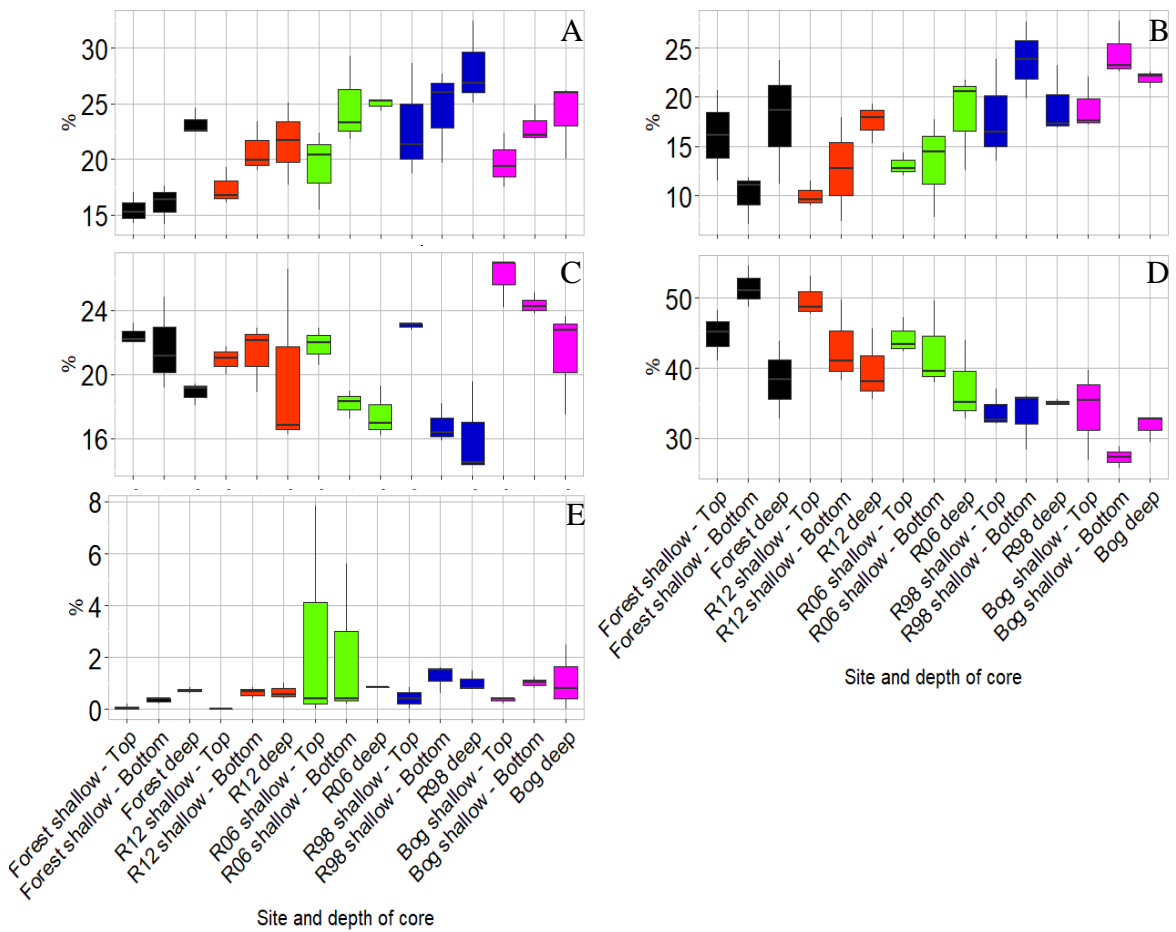 A
30
25
20
15
%
B
25
20
15
10
%
C
24
20
16
%
D
50
40
30
%
E
8
6
4
2
0
%
Forest shallow - Top
Forest shallow - Bottom
Forest deep
R12 shallow - Top
R12 shallow - Bottom
R12 deep
R06 shallow - Top
R06 shallow - Bottom
R06 deep
R98 shallow - Top
R98 shallow - Bottom
R98 deep
Bog shallow - Top
Bog shallow - Bottom
Bog deep
Site and depth of core
Forest shallow - Top
Forest shallow - Bottom
Forest deep
R12 shallow - Top
R12 shallow - Bottom
R12 deep
R06 shallow - Top
R06 shallow - Bottom
R06 deep
R98 shallow - Top
R98 shallow - Bottom
R98 deep
Bog shallow - Top
Bog shallow - Bottom
Bog deep
Site and depth of core